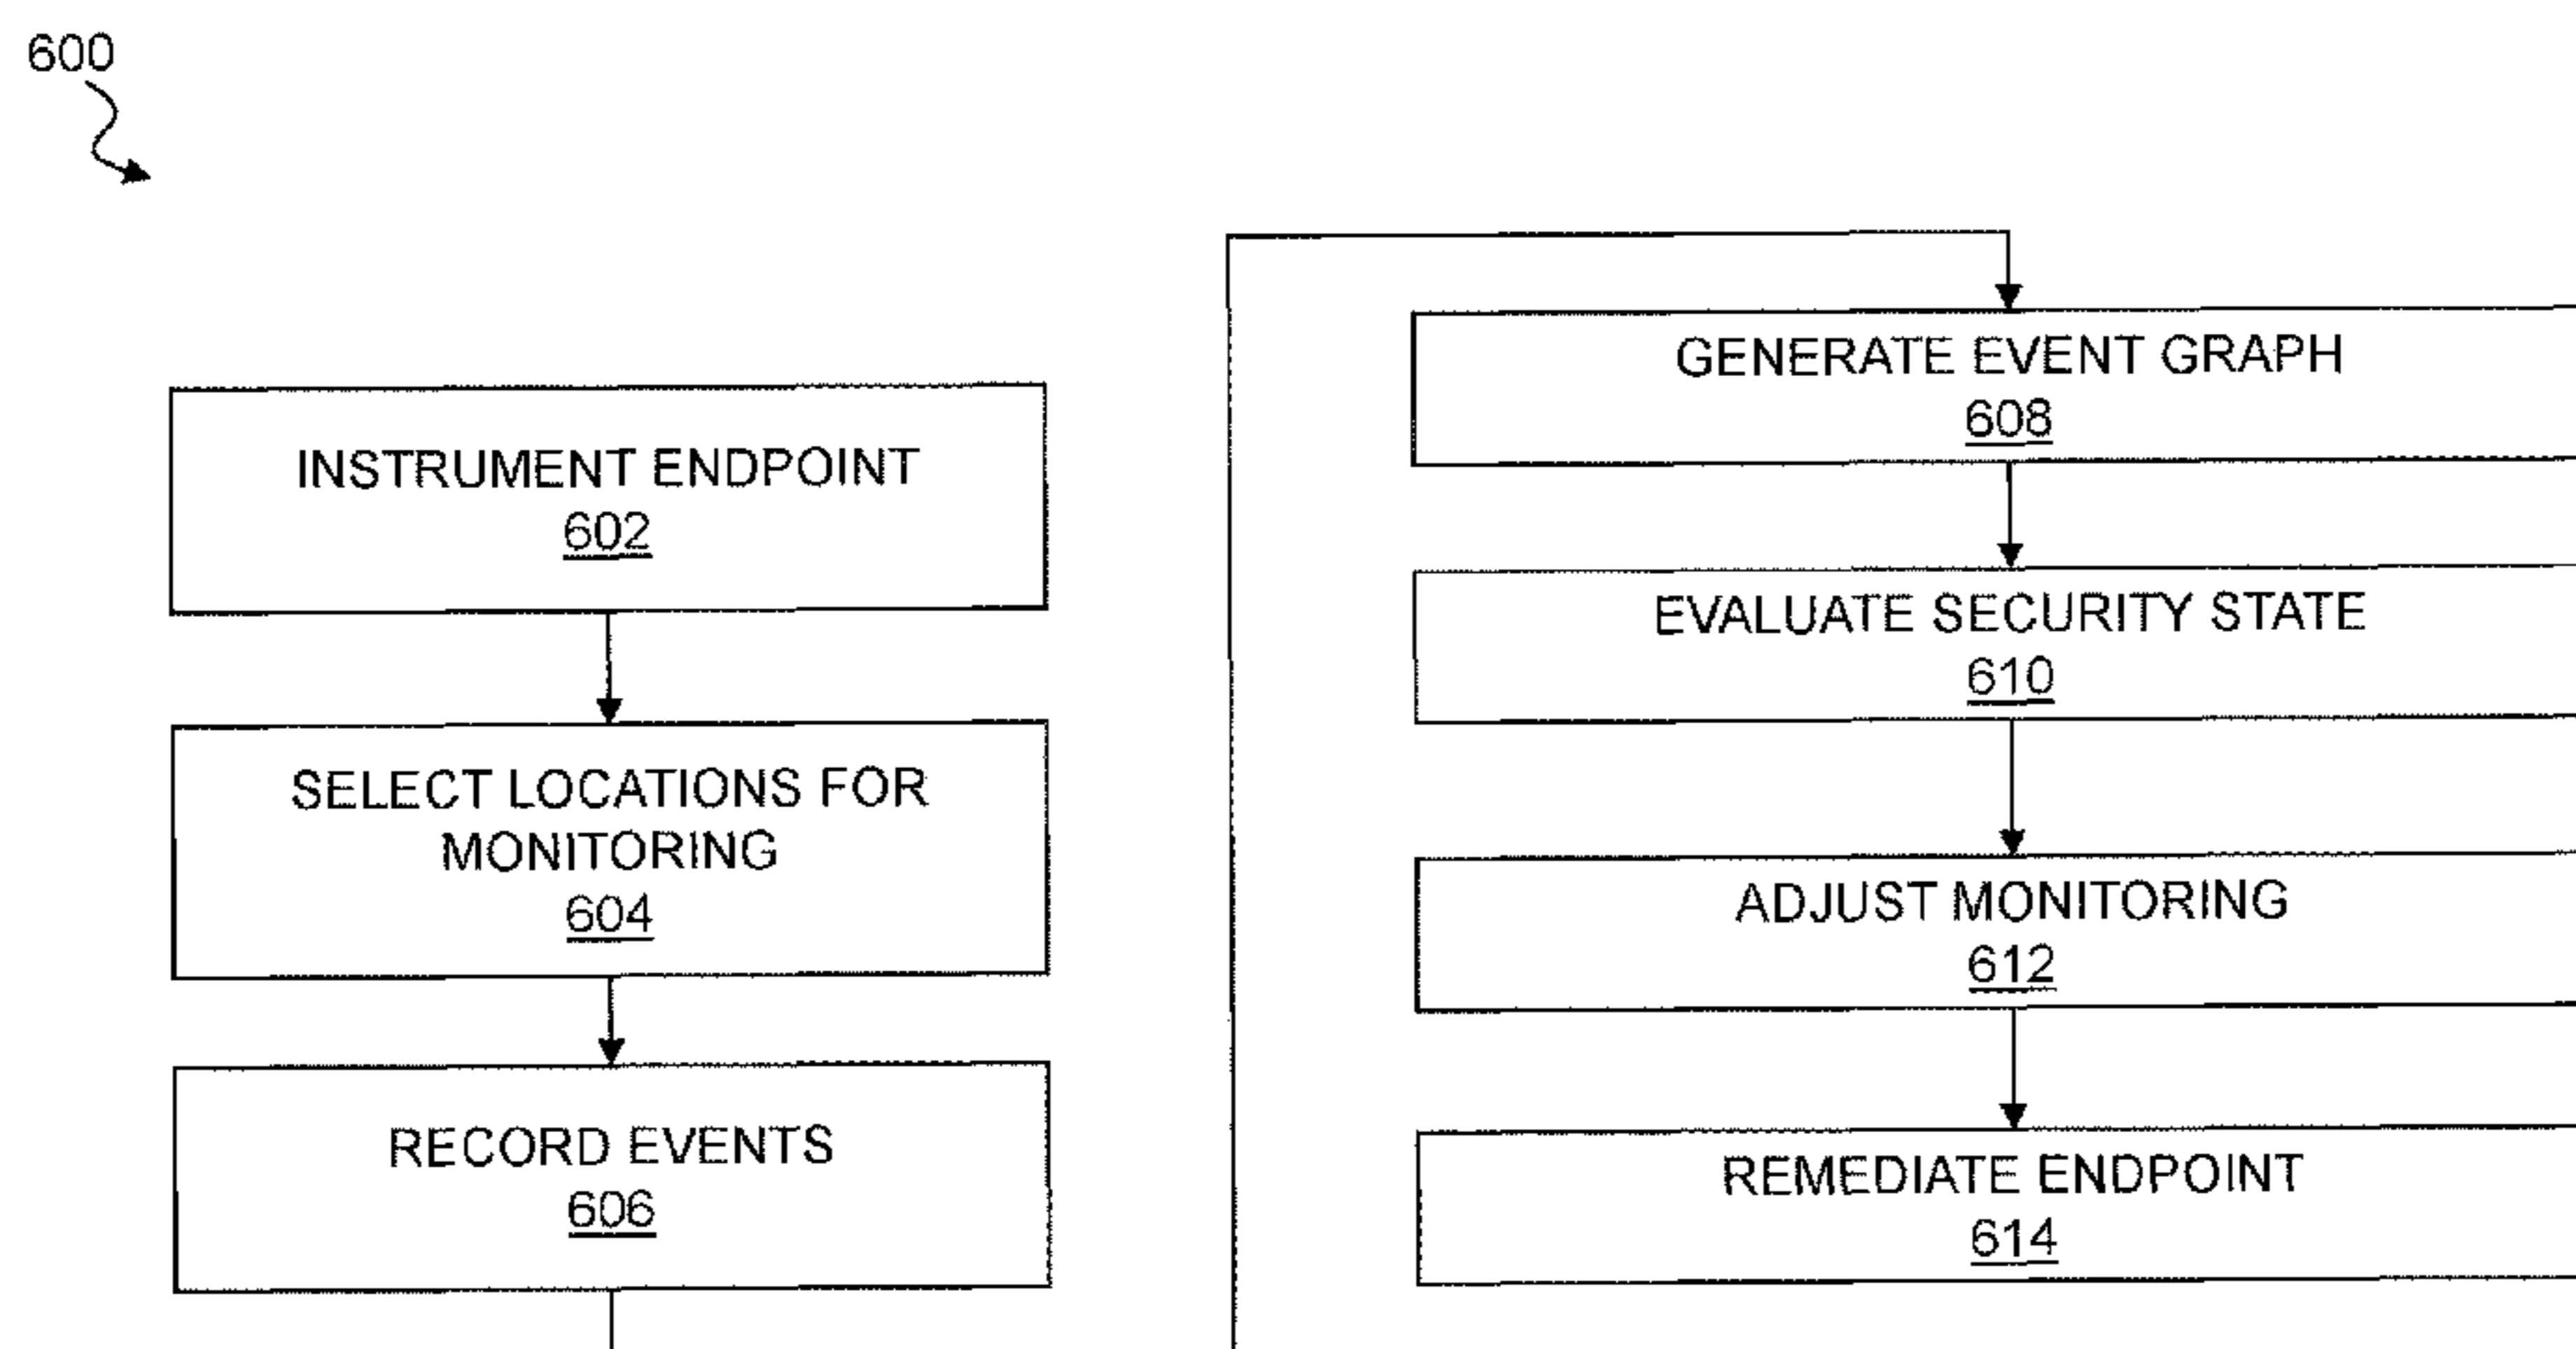 600
INSTRUMENT ENDPOINT
602
SELECT LOCATIONS FOR
MONITORING
604
RECORD EVENTS
606
GENERATE EVENT GRAPH
608
EVALUATE SECURITY STATE
610
ADJUST MONITORING
612
REMEDIATE ENDPOINT
614